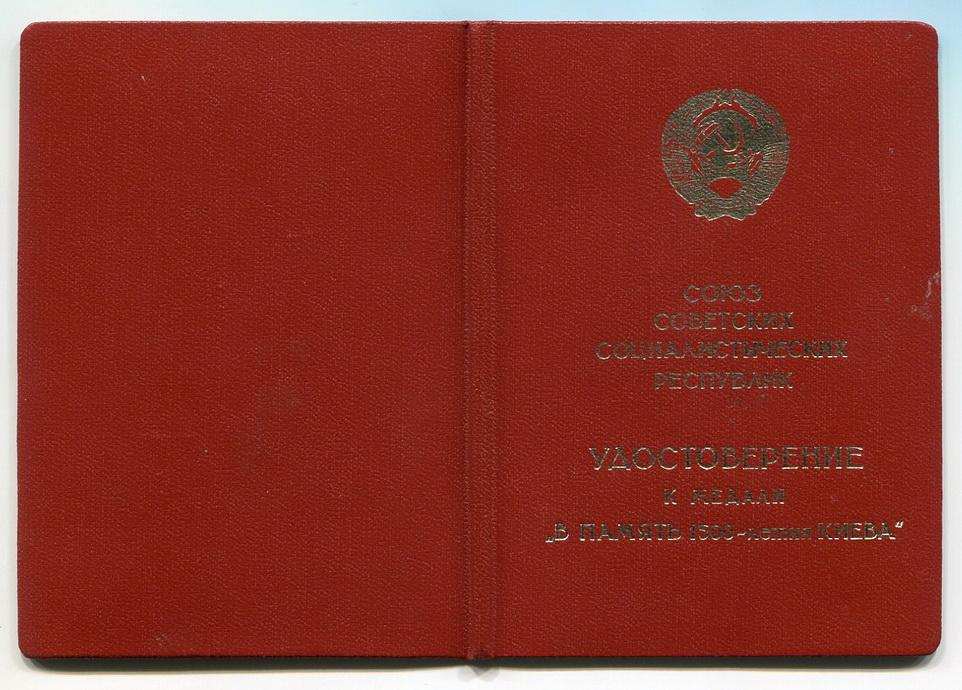 СОЮЗ
СОВЕТСКИХ
СОЦИАЛИСТИЧЕСКИХ
РЕСПУБЛИК
УДОСТОВЕРЕНИЕ
К МЕДАЛИ
„В ПАМЯТЬ 1500-летия КИЕВА“